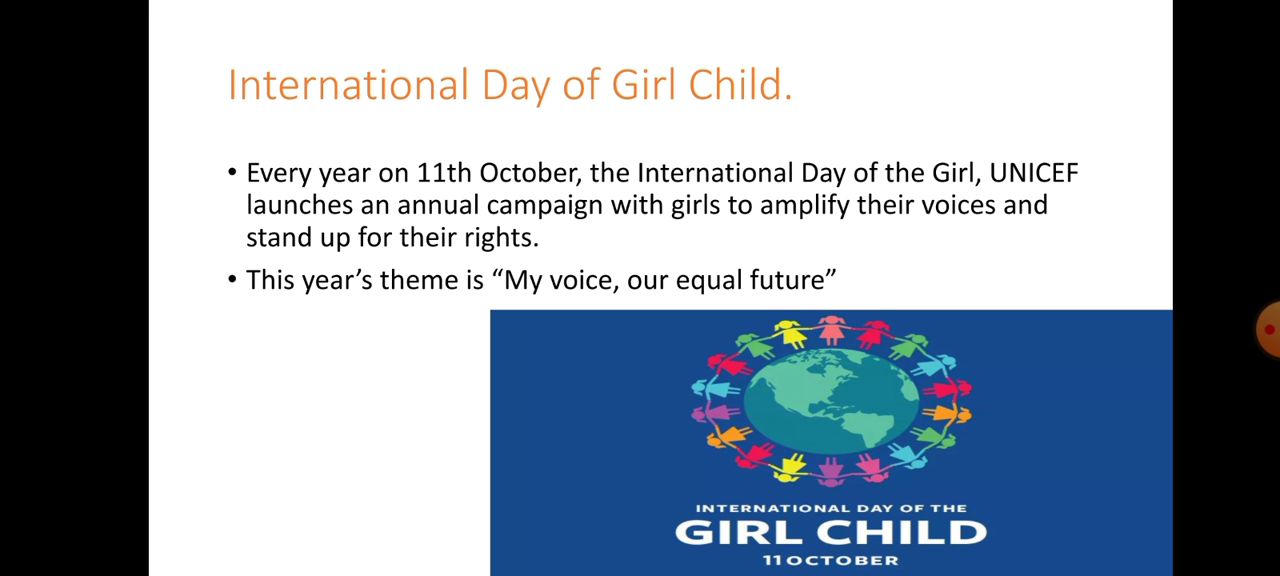 International Day of Girl Child.
• Every year on 11th October, the International Day of the Girl, UNICEF
launches an annual campaign with girls to amplify their voices and
stand up for their rights.
• This year’s theme is “My voice, our equal future”
INTERNATIONAL DAY OF THE
GIRL CHILD
11 OCTOBER